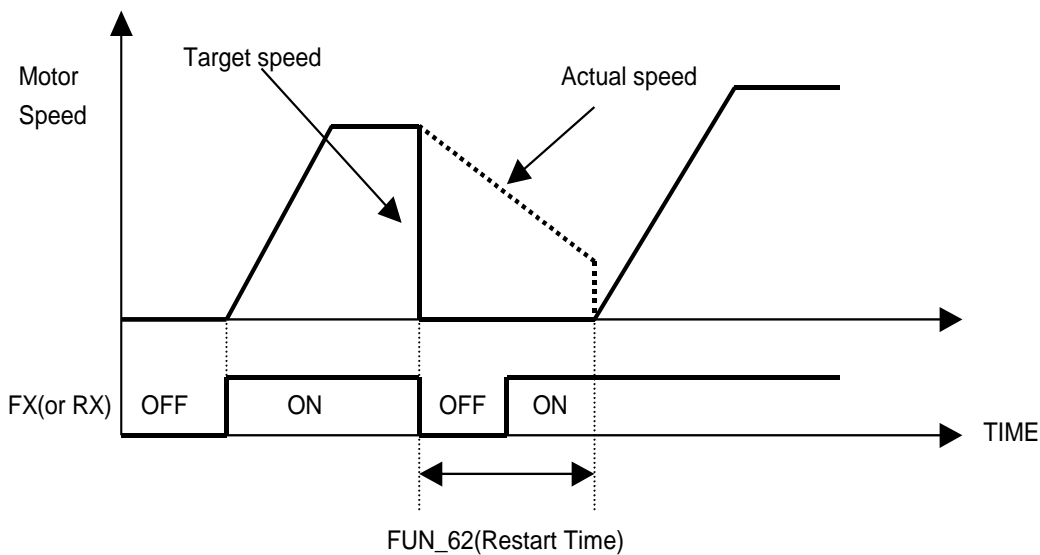 Target speed
Actual speed
Motor
Speed
FX(or RX)
OFF
ON
OFF
ON
TIME
FUN_62(Restart Time)